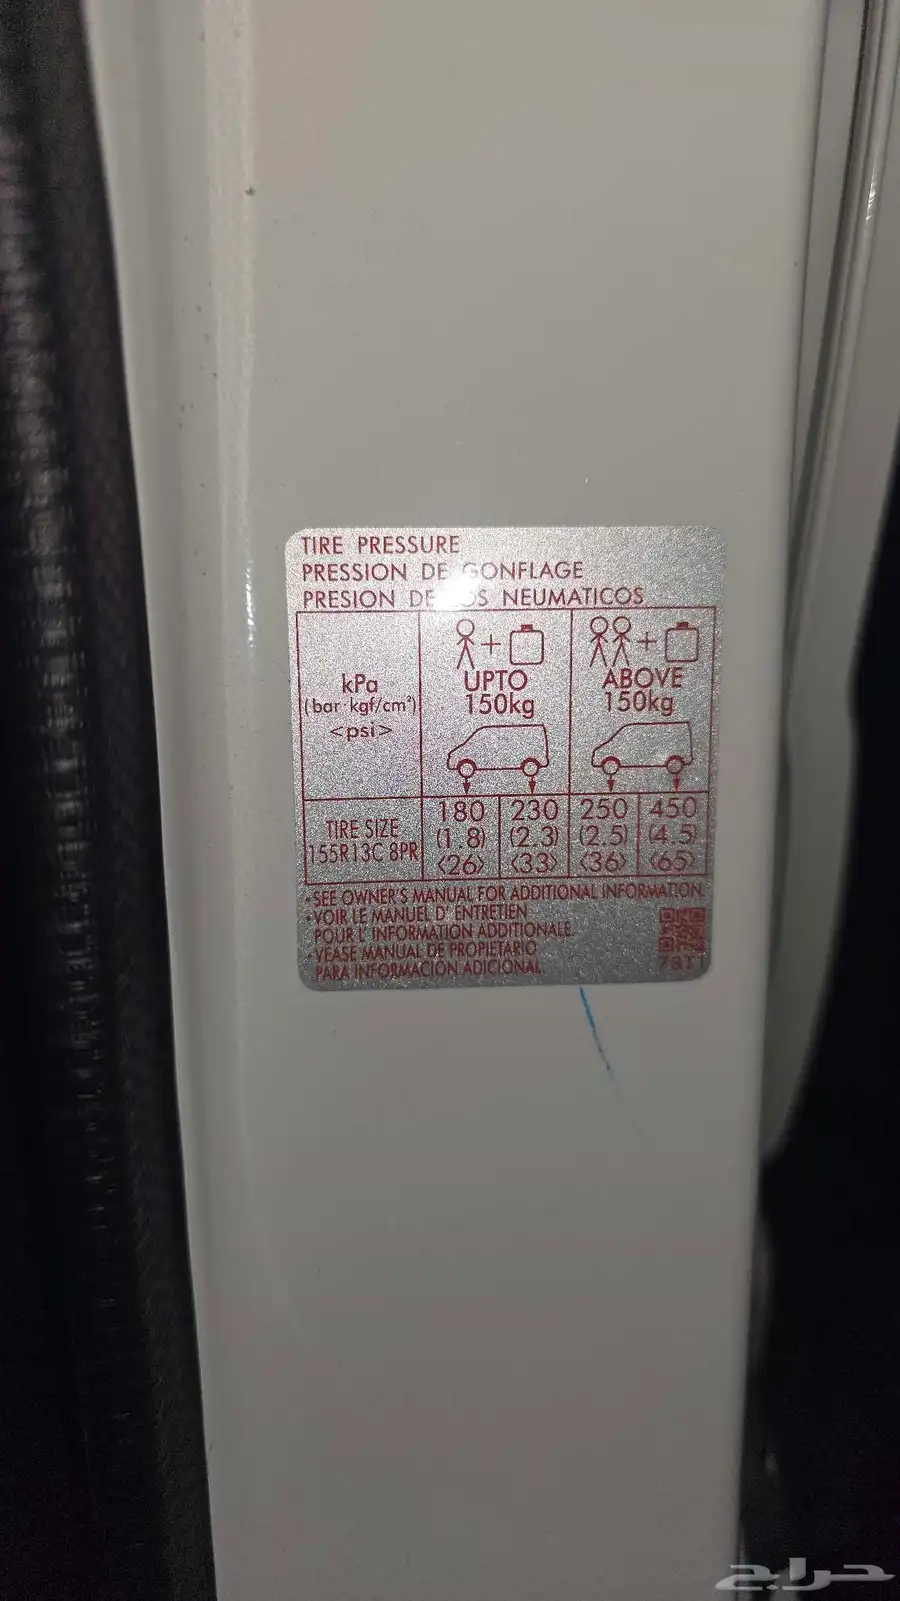 TIRE PRESSURE
PRESSION DE GONFLAGE
PRESION DE LOS NEUMATICOS
kPa
(bar kgf/cm²)
<psi>
UPTO
150kg
ABOVE
150kg
TIRE SIZE
155R13C 8PR
180 230 250 450
(1.8) (2.3) (2.5) (4.5)
<26> <33> <36> <65>
•SEE OWNER'S MANUAL FOR ADDITIONAL INFORMATION.
•VOIR LE MANUEL D' ENTRETIEN
POUR L' INFORMATION ADDITIONALE.
•VEASE MANUAL DE PROPIETARIO
PARA INFORMACION ADICIONAL.
حراج